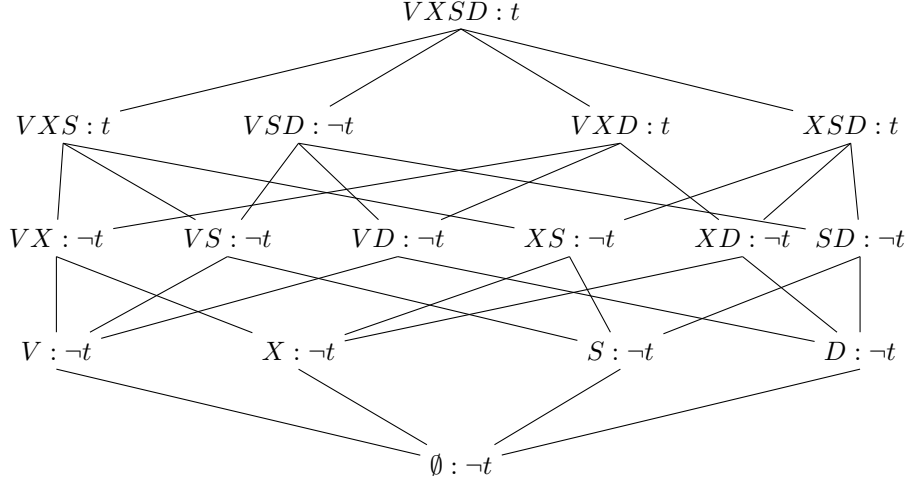 VXSD : t
VXS : t VSD : ¬t VXD : t XSD : t
VX : ¬t VS : ¬t VD : ¬t XS : ¬t XD : ¬t SD : ¬t
V : ¬t X : ¬t S : ¬t D : ¬t
∅ : ¬t